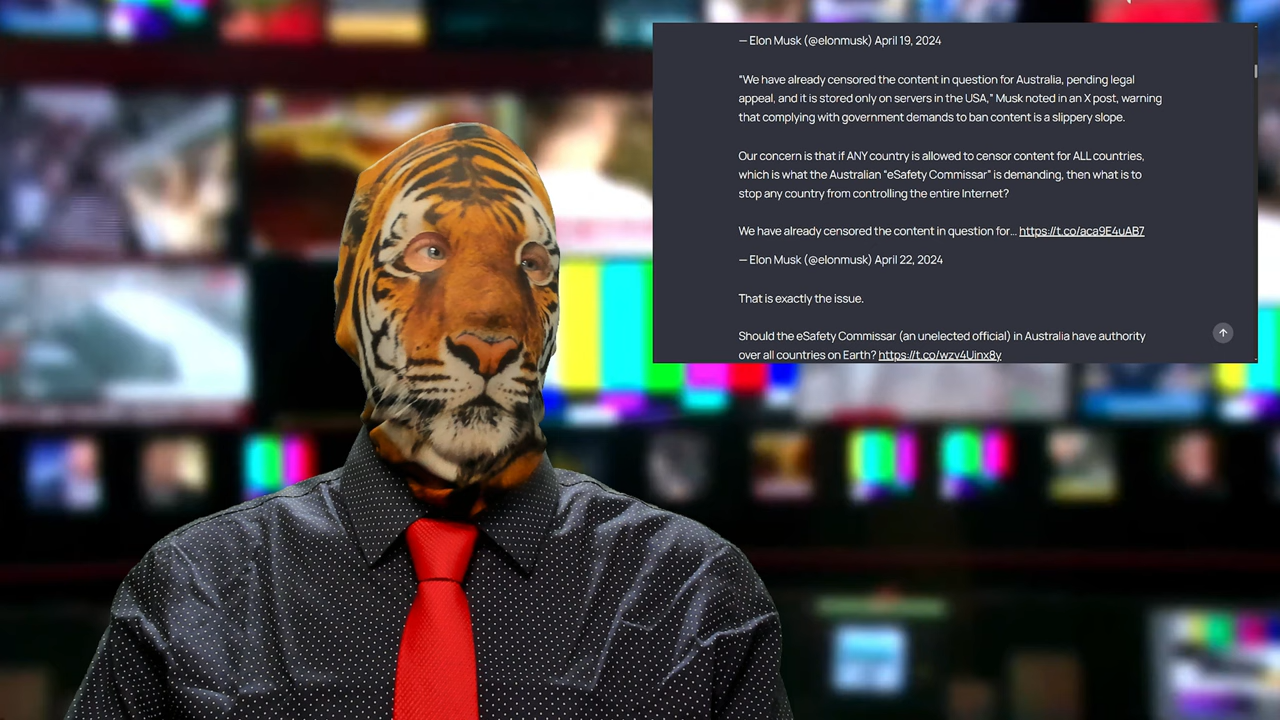 — Elon Musk (@elonmusk) April 19, 2024
“We have already censored the content in question for Australia, pending legal
appeal, and it is stored only on servers in the USA,” Musk noted in an X post, warning
that complying with government demands to ban content is a slippery slope.
Our concern is that if ANY country is allowed to censor content for ALL countries,
which is what the Australian “eSafety Commissar” is demanding, then what is to
stop any country from controlling the entire Internet?
We have already censored the content in question for… https://t.co/aca9E4uAB7
— Elon Musk (@elonmusk) April 22, 2024
That is exactly the issue.
Should the eSafety Commissar (an unelected official) in Australia have authority
over all countries on Earth? https://t.co/wzv4Uinx8y